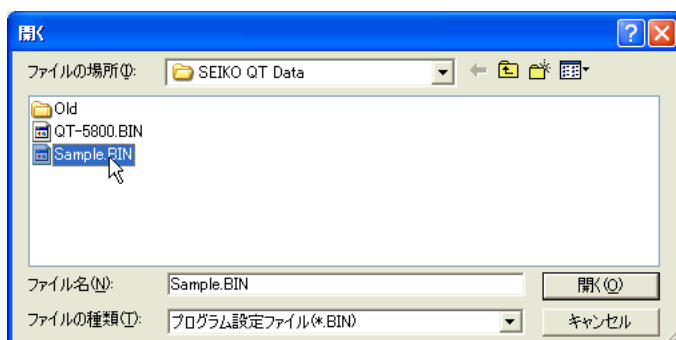 開く
ファイルの場所(I): SEIKO QT Data
Old
QT-5800.BIN
Sample.BIN
ファイル名(N): Sample.BIN 開く(O)
ファイルの種類(T): プログラム設定ファイル(*.BIN) キャンセル